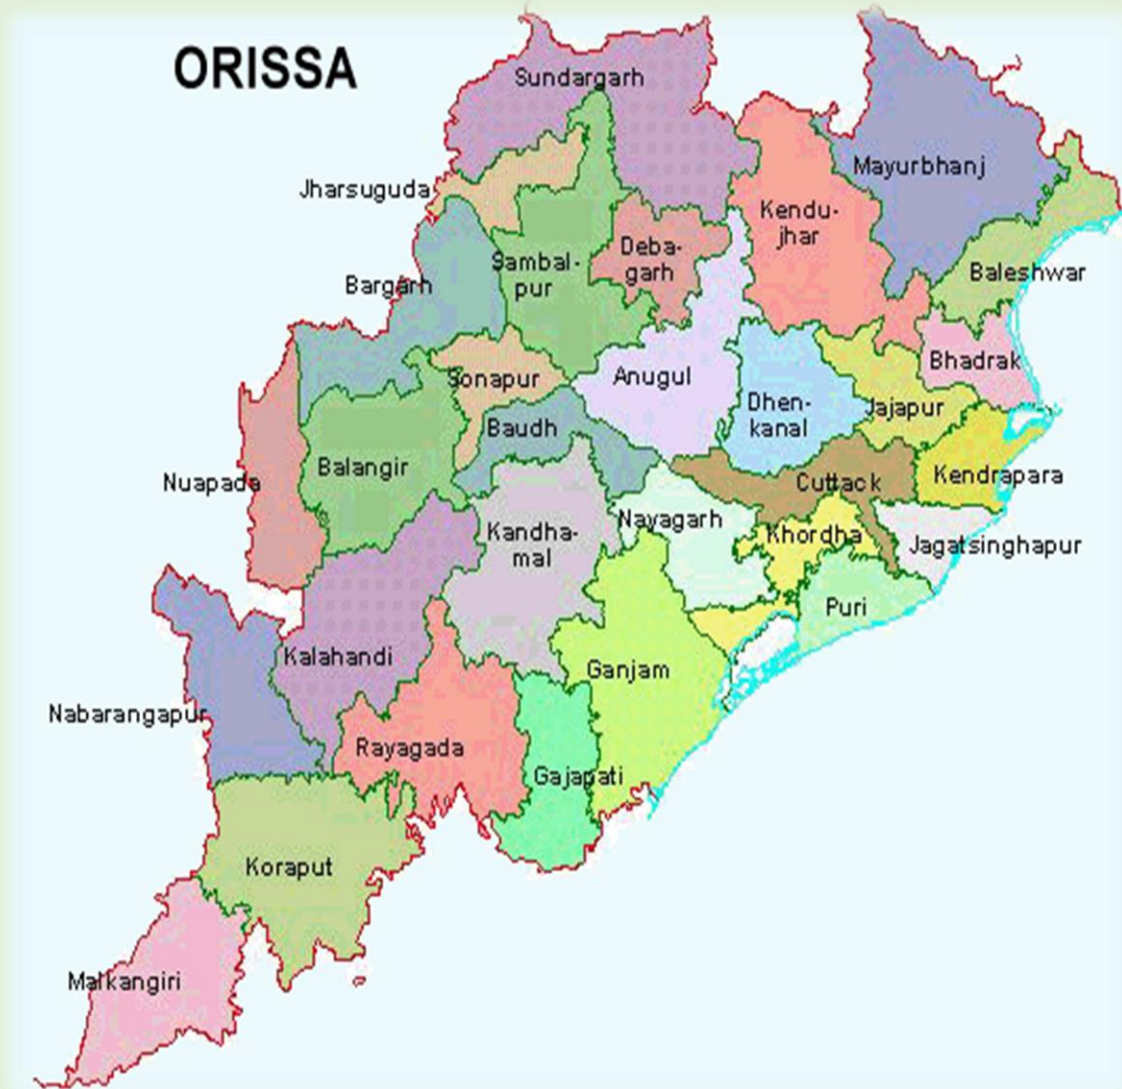 ORISSA
Sundargarh
Mayurbhanj
Jharsuguda
Kendu-
jhar
Deba-
garh
Sambal-
pur
Baleshwar
Bargarh
Bhadrak
Sonapur
Anugul
Dhen-
kanal
Jajapur
Baudh
Balangir
Nuapada
Cuttack
Kendrapara
Nayagarh
Kandha-
mal
Khordha
Jagatsinghapur
Puri
Kalahandi
Ganjam
Nabarangapur
Rayagada
Gajapati
Koraput
Malkangiri